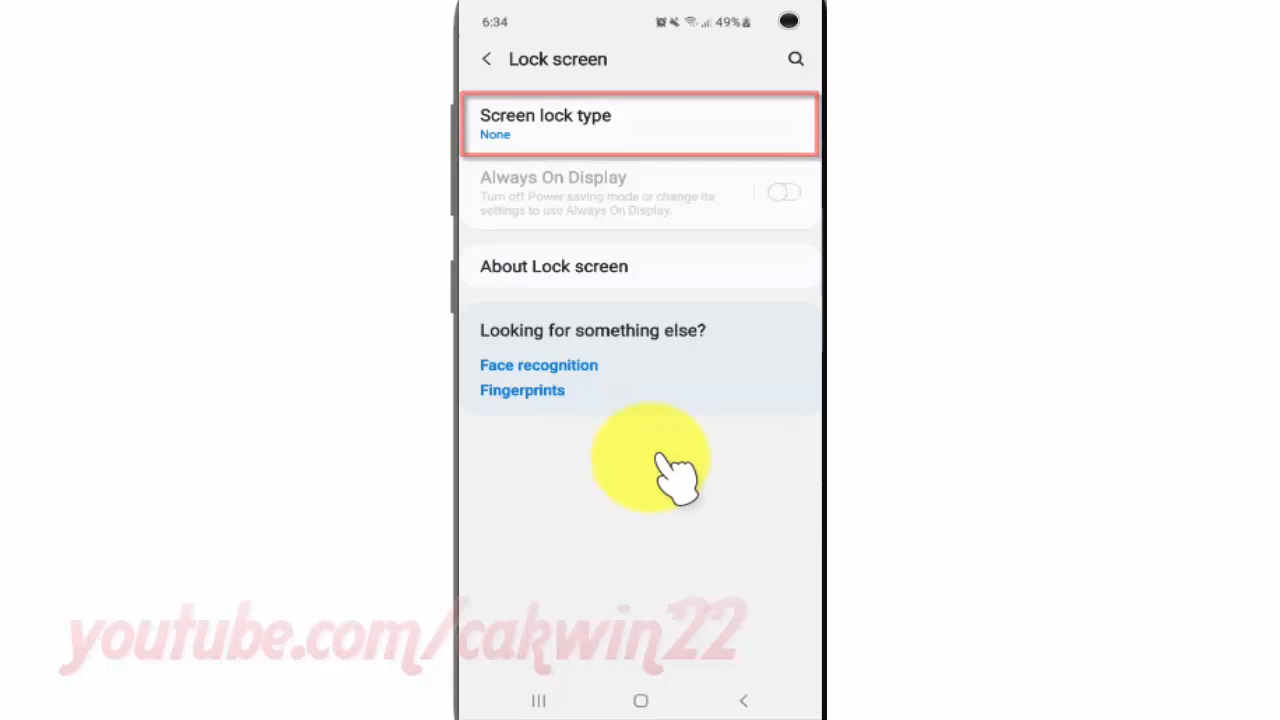 6:34
49%
Lock screen
Screen lock type
None
Always On Display
Turn off Power saving mode or change its
settings to use Always On Display.
About Lock screen
Looking for something else?
Face recognition
Fingerprints
youtube.com/cakwin22